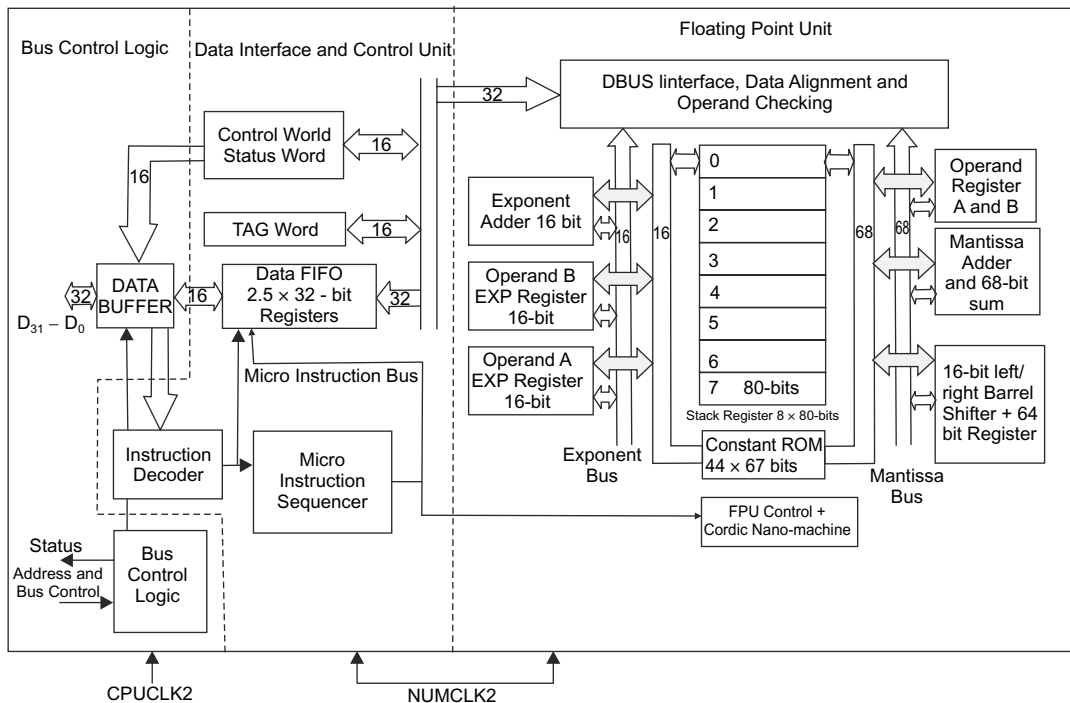 Bus Control Logic
Data Interface and Control Unit
Floating Point Unit
DBUS Iinterface, Data Alignment and
Operand Checking
32
Control World
Status Word
16
16
TAG Word
16
DATA
BUFFER
32
D31 – D0
16
Data FIFO
2.5 × 32 - bit
Registers
32
Micro Instruction Bus
Instruction
Decoder
Micro
Instruction
Sequencer
Status
Address and
Bus Control
Bus
Control
Logic
Exponent
Adder 16 bit
Operand B
EXP Register
16-bit
Operand A
EXP Register
16-bit
16
16
Exponent
Bus
0
1
2
3
4
5
6
7 80-bits
Stack Register 8 × 80-bits
Constant ROM
44 × 67 bits
68
68
Mantissa
Bus
Operand
Register
A and B
Mantissa
Adder
and 68-bit
sum
16-bit left/
right Barrel
Shifter + 64
bit Register
FPU Control +
Cordic Nano-machine
CPUCLK2
NUMCLK2